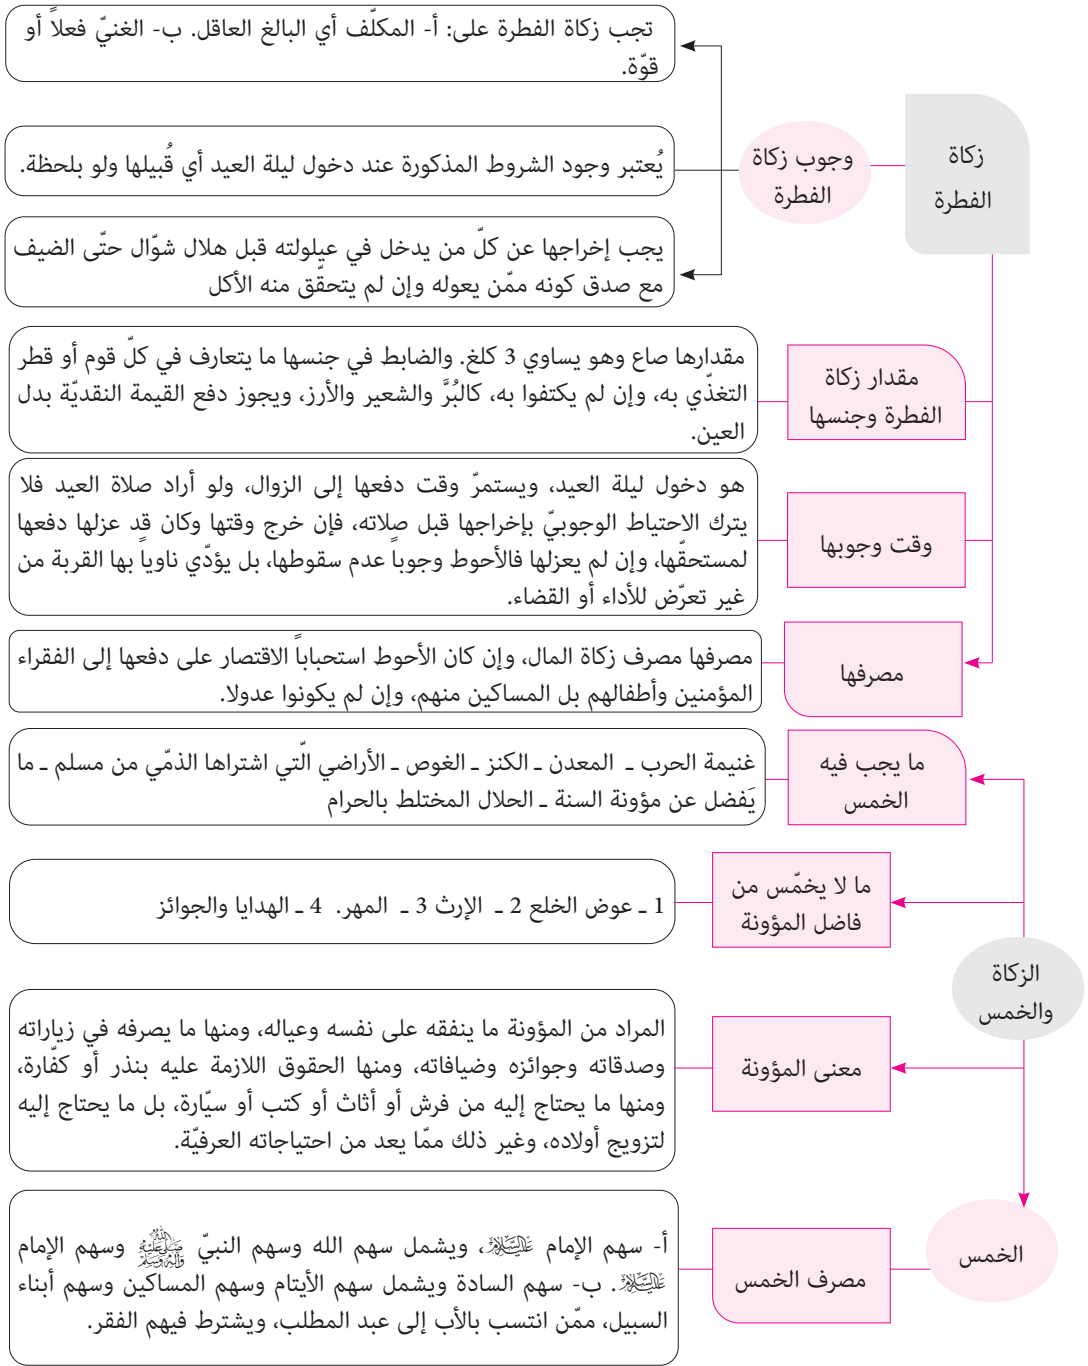 زكاة
الفطرة
وجوب زكاة
الفطرة
تجب زكاة الفطرة على: أ- المكلّف أي البالغ العاقل. ب- الغنيّ فعلاً أو
قوّة.
يُعتبر وجود الشروط المذكورة عند دخول ليلة العيد أي قُبيلها ولو بلحظة.
يجب إخراجها عن كلّ من يدخل في عيلولته قبل هلال شوّال حتّى الضيف
مع صدق كونه ممّن يعوله وإن لم يتحقّق منه الأكل
مقدار زكاة
الفطرة وجنسها
مقدارها صاع وهو يساوي 3 كلغ. والضابط في جنسها ما يتعارف في كلّ قوم أو قطر
التغذّي به، وإن لم يكتفوا به، كالبُرَّ والشعير والأرز، ويجوز دفع القيمة النقديّة بدل
العين.
وقت وجوبها
هو دخول ليلة العيد، ويستمرّ وقت دفعها إلى الزوال، ولو أراد صلاة العيد فلا
يترك الاحتياط الوجوبيّ بإخراجها قبل صلاته، فإن خرج وقتها وكان قد عزلها دفعها
لمستحقّها، وإن لم يعزلها فالأحوط وجوباً عدم سقوطها، بل يؤدّي ناوياً بها القربة من
غير تعرّض للأداء أو القضاء.
مصرفها
مصرفها مصرف زكاة المال، وإن كان الأحوط استحباباً الاقتصار على دفعها إلى الفقراء
المؤمنين وأطفالهم بل المساكين منهم، وإن لم يكونوا عدولا.
ما يجب فيه
الخمس
غنيمة الحرب ـ المعدن ـ الكنز ـ الغوص ـ الأراضي الّتي اشتراها الذمّي من مسلم ـ ما
يَفضل عن مؤونة السنة ـ الحلال المختلط بالحرام
ما لا يخمّس من
فاضل المؤونة
1 ـ عوض الخلع 2 ـ الإرث 3 ـ المهر. 4 ـ الهدايا والجوائز
الزكاة
والخمس
معنى المؤونة
المراد من المؤونة ما ينفقه على نفسه وعياله، ومنها ما يصرفه في زياراته
وصدقاته وجوائزه وضيافاته، ومنها الحقوق اللازمة عليه بنذر أو كفّارة،
ومنها ما يحتاج إليه من فرش أو أثاث أو كتب أو سيّارة، بل ما يحتاج إليه
لتزويج أولاده، وغير ذلك ممّا يعد من احتياجاته العرفيّة.
الخمس
مصرف الخمس
أ- سهم الإمام عليه السلام، ويشمل سهم الله وسهم النبيّ صلى الله عليه وآله وسلم وسهم الإمام
عليه السلام. ب- سهم السادة ويشمل سهم الأيتام وسهم المساكين وسهم أبناء
السبيل، ممّن انتسب بالأب إلى عبد المطلب، ويشترط فيهم الفقر.